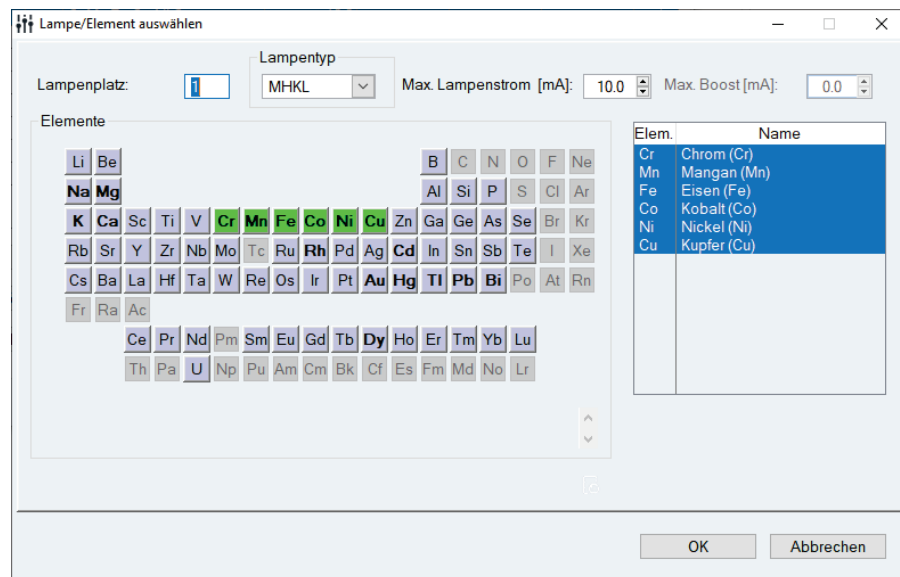 Lampe/Element auswählen
Lampentyp
Lampenplatz: 1 MHKL Max. Lampenstrom [mA]: 10.0 Max. Boost [mA]: 0.0
Elemente
Elem. Name
Li Be B C N O F Ne
Na Mg Al Si P S Cl Ar
K Ca Sc Ti V Cr Mn Fe Co Ni Cu Zn Ga Ge As Se Br Kr
Rb Sr Y Zr Nb Mo Tc Ru Rh Pd Ag Cd In Sn Sb Te I Xe
Cs Ba La Hf Ta W Re Os Ir Pt Au Hg Tl Pb Bi Po At Rn
Fr Ra Ac
Ce Pr Nd Pm Sm Eu Gd Tb Dy Ho Er Tm Yb Lu
Th Pa U Np Pu Am Cm Bk Cf Es Fm Md No Lr
Cr Chrom (Cr)
Mn Mangan (Mn)
Fe Eisen (Fe)
Co Kobalt (Co)
Ni Nickel (Ni)
Cu Kupfer (Cu)
OK Abbrechen